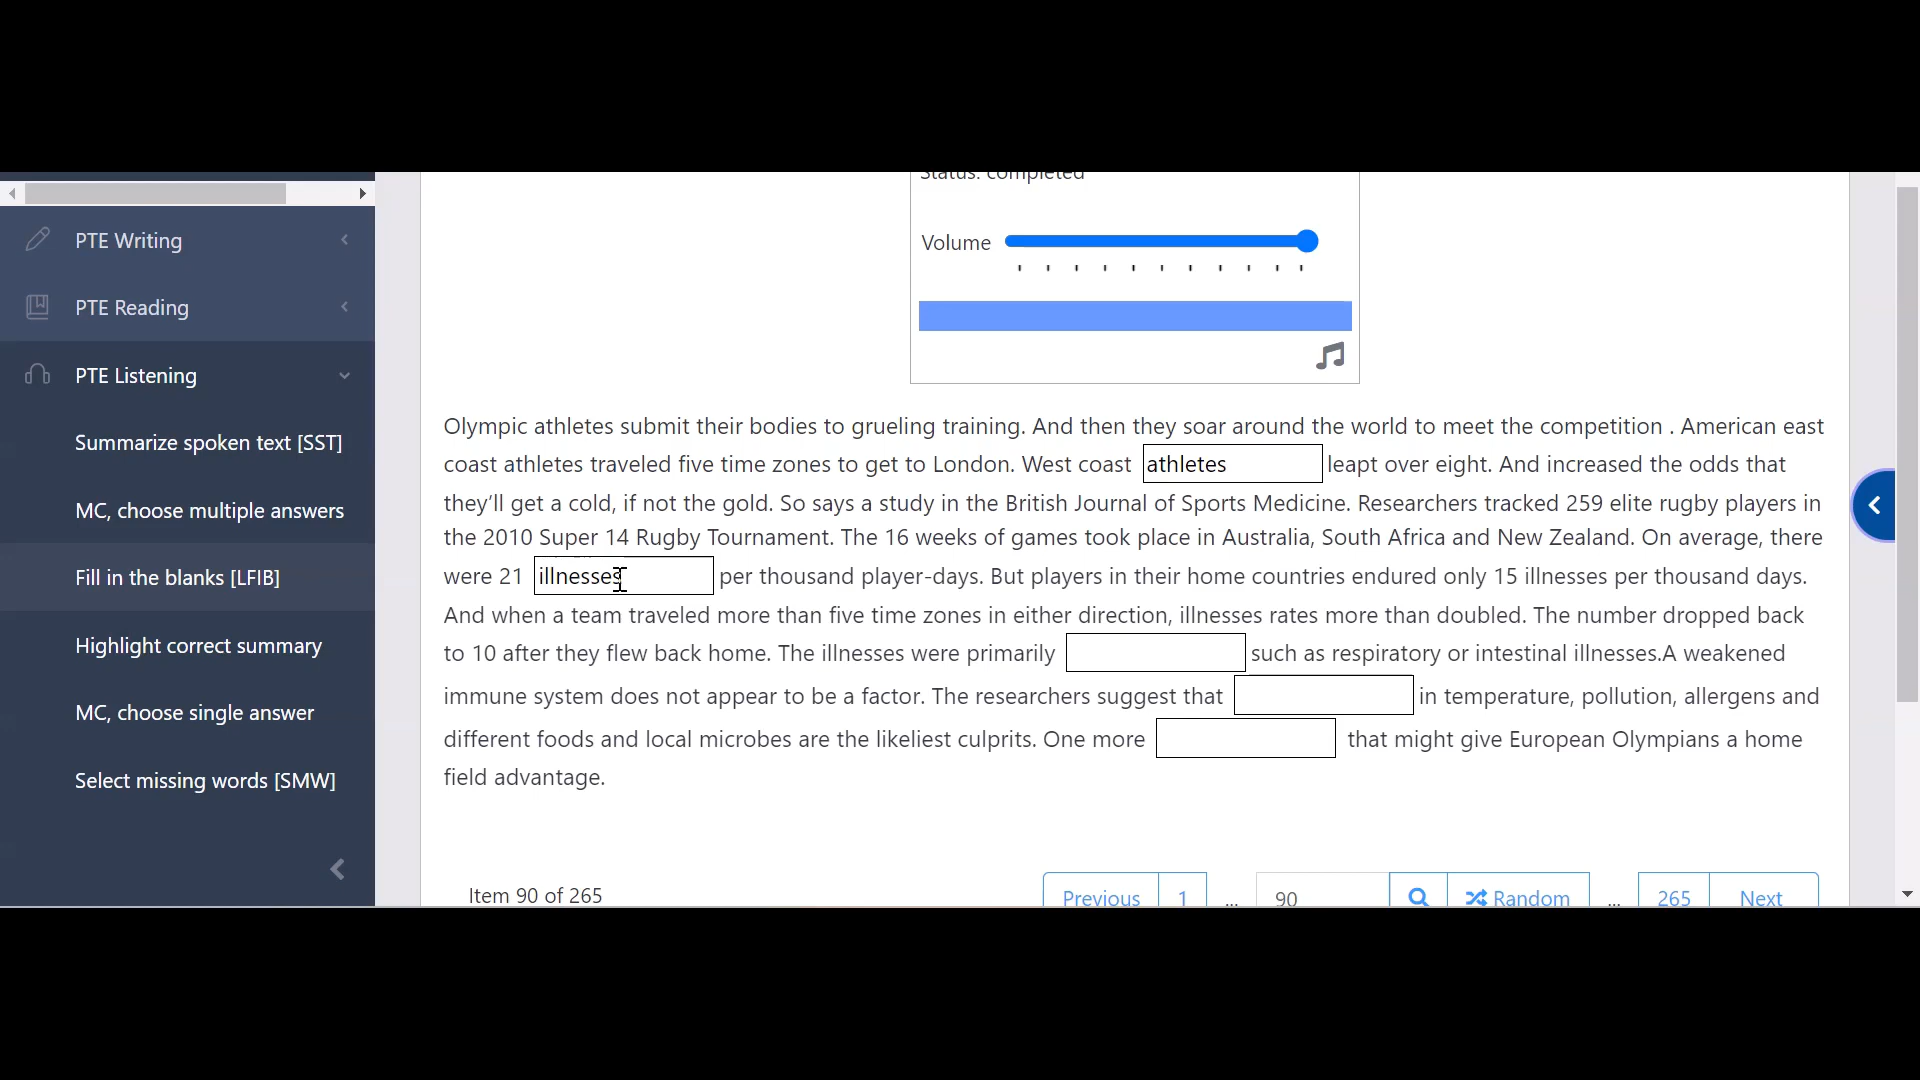 Status: completed
Volume
PTE Writing
PTE Reading
PTE Listening
Summarize spoken text [SST]
MC, choose multiple answers
Fill in the blanks [LFIB]
Highlight correct summary
MC, choose single answer
Select missing words [SMW]
Olympic athletes submit their bodies to grueling training. And then they soar around the world to meet the competition . American east
coast athletes traveled five time zones to get to London. West coast athletes leapt over eight. And increased the odds that
they'll get a cold, if not the gold. So says a study in the British Journal of Sports Medicine. Researchers tracked 259 elite rugby players in
the 2010 Super 14 Rugby Tournament. The 16 weeks of games took place in Australia, South Africa and New Zealand. On average, there
were 21 illnesses per thousand player-days. But players in their home countries endured only 15 illnesses per thousand days.
And when a team traveled more than five time zones in either direction, illnesses rates more than doubled. The number dropped back
to 10 after they flew back home. The illnesses were primarily such as respiratory or intestinal illnesses.A weakened
immune system does not appear to be a factor. The researchers suggest that in temperature, pollution, allergens and
different foods and local microbes are the likeliest culprits. One more that might give European Olympians a home
field advantage.
Item 90 of 265
Previous 1 ... 90 Random ... 265 Next